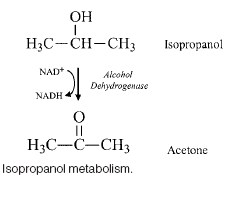 OH
H₃C—CH—CH₃ Isopropanol
NAD⁺ Alcohol
Dehydrogenase
NADH
O
H₃C—C—CH₃ Acetone
Isopropanol metabolism.